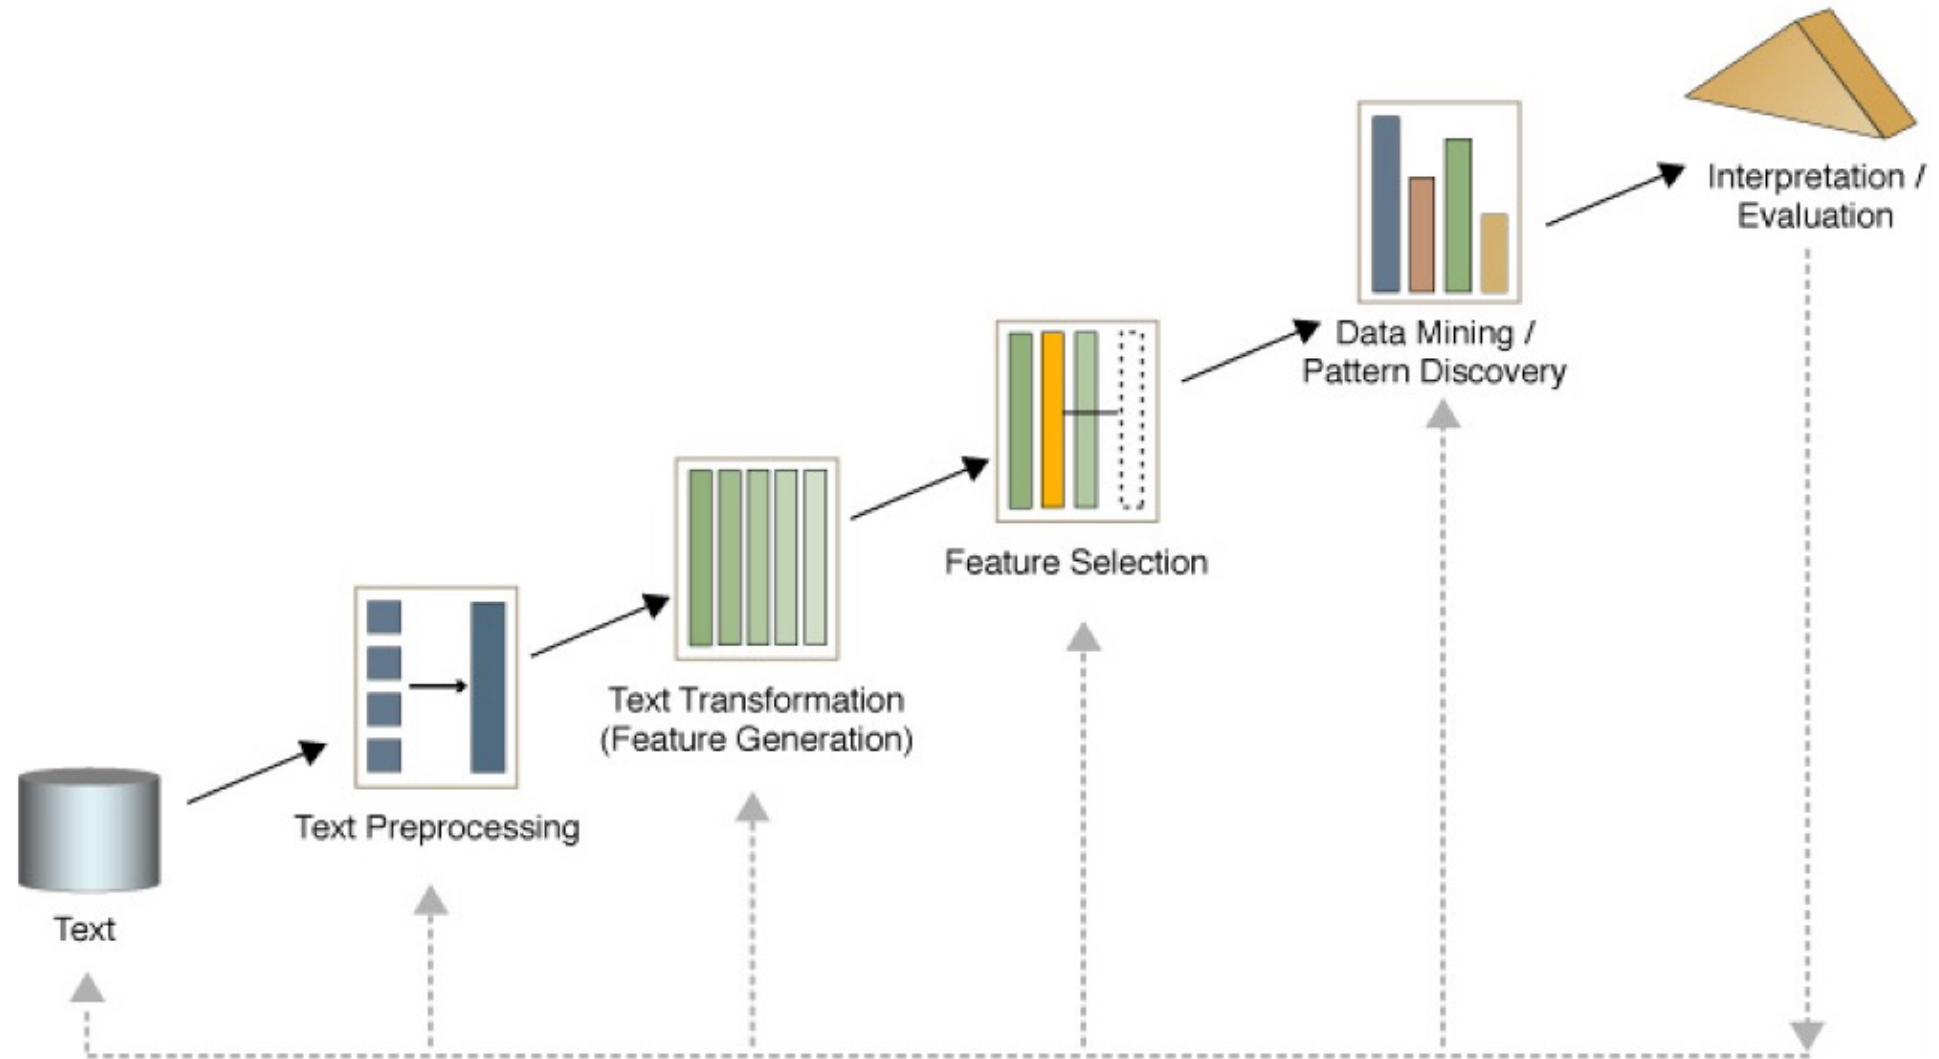 Interpretation /
Evaluation
Data Mining /
Pattern Discovery
Feature Selection
Text Transformation
(Feature Generation)
Text Preprocessing
Text